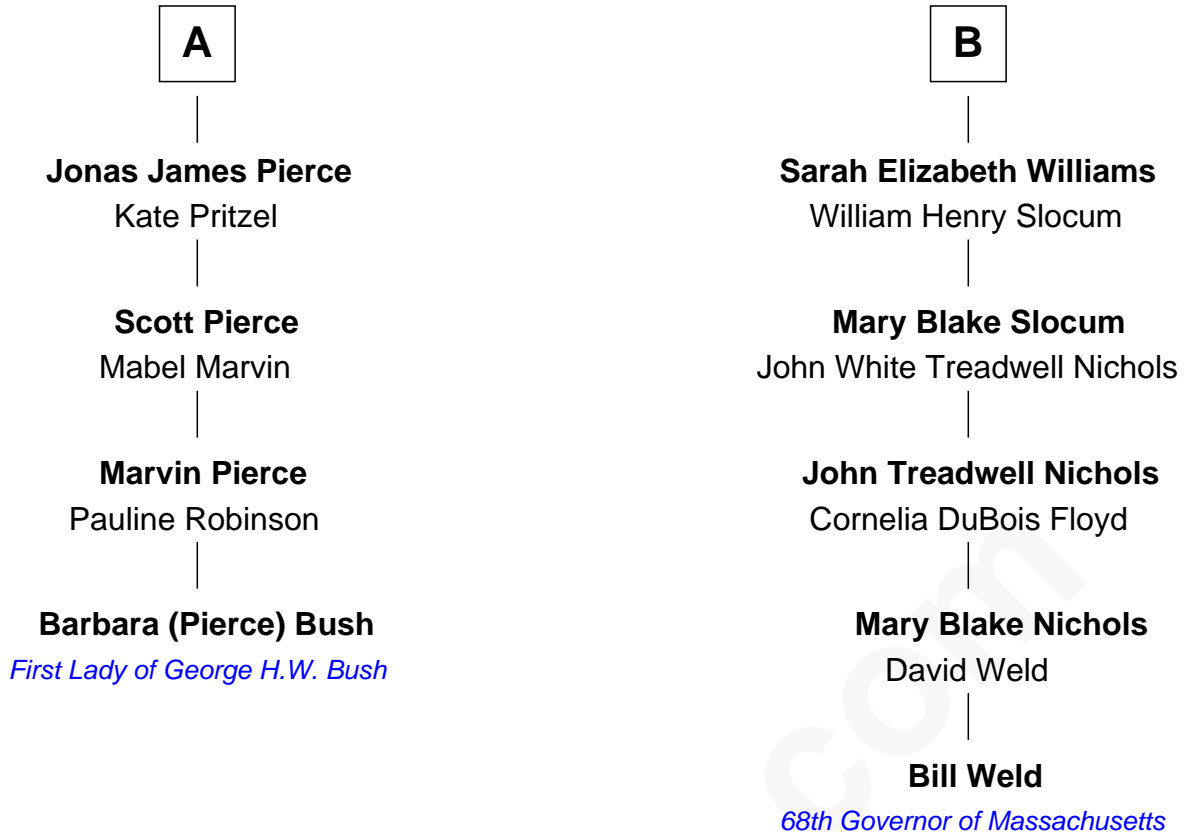 A
Jonas James Pierce
Kate Pritzel
Scott Pierce
Mabel Marvin
Marvin Pierce
Pauline Robinson
Barbara (Pierce) Bush
First Lady of George H.W. Bush
B
Sarah Elizabeth Williams
William Henry Slocum
Mary Blake Slocum
John White Treadwell Nichols
John Treadwell Nichols
Cornelia DuBois Floyd
Mary Blake Nichols
David Weld
Bill Weld
68th Governor of Massachusetts
com